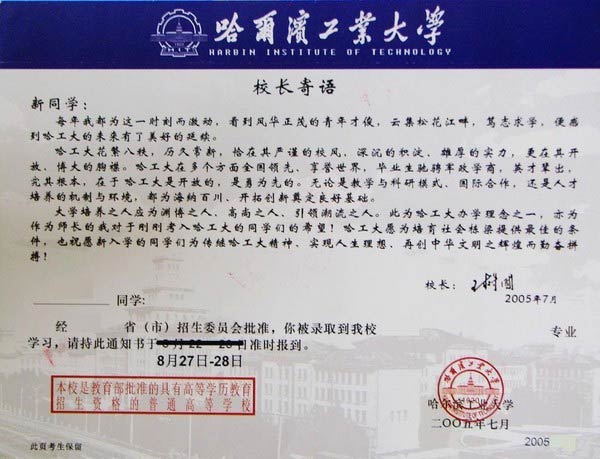 哈爾濱工業大學
HARBIN INSTITUTE OF TECHNOLOGY
校长寄语
新同学：
每年我都为这一时刻而激动，看到风华正茂的青年才俊，云集松花江畔，笃志求学，便感
到哈工大的未来有了美好的延续。
哈工大花繁八秩，历久常新，恰在其严谨的校风、深沉的积淀、雄厚的实力，更在其开
放、博大的胸襟。哈工大在多个方面全国领先、享誉世界，毕业生驰骋军政学商，英才辈出，
究其根本，在于哈工大是开放的，是勇为先的。无论是教学与科研模式、国际合作，还是人才
培养的机制与环境，都为海纳百川、开拓创新奠定良好基础。
大学培养之人应为渊博之人、高尚之人、引领潮流之人。此为哈工大办学理念之一，亦为
作为师长的我对于刚刚考入哈工大的同学们的希望！哈工大愿为培育社会栋梁提供最佳的条
件，也祝愿新入学的同学们为传继哈工大精神、实现人生理想、再创中华文明之辉煌而勤奋拼
搏！
校长：王树国
2005年7月
同学：
经 省（市）招生委员会批准，你被录取到我校 专业
学习，请持此通知书于 日准时报到。
8月27日-28日
本校是教育部批准的具有高等学历教育
招生资格的普通高等学校
哈尔滨工业大学
二〇〇五年七月
此页考生保留
2005